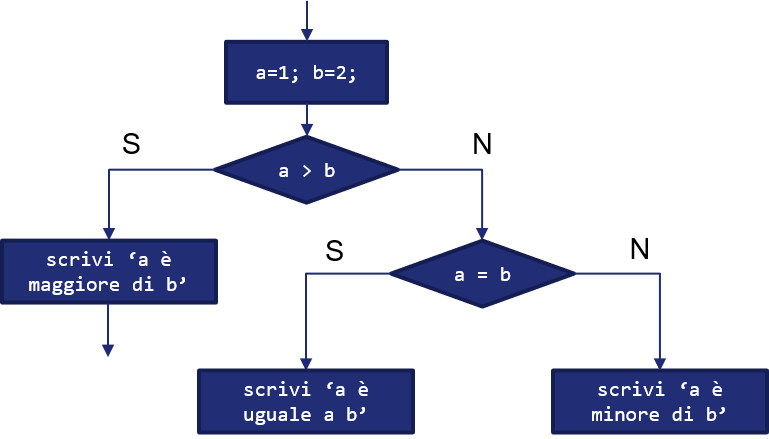 a=1; b=2;
S
N
a > b
scrivi ‘a è
maggiore di b’
S
N
a = b
scrivi ‘a è
uguale a b’
scrivi ‘a è
minore di b’